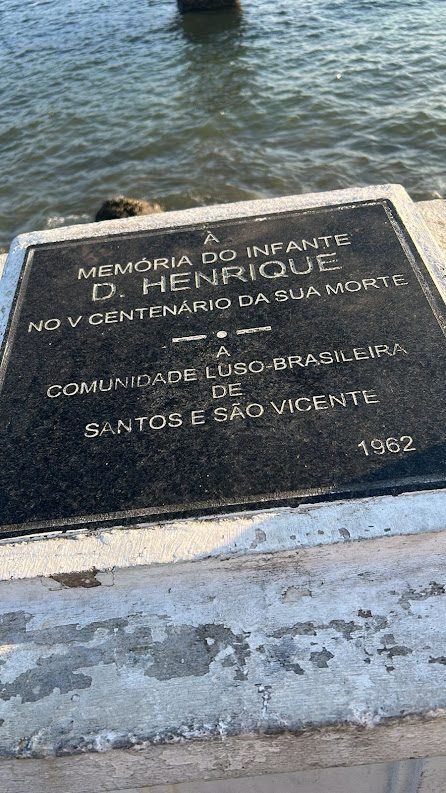 À
MEMÓRIA DO INFANTE
D. HENRIQUE
NO V CENTENÁRIO DA SUA MORTE
A
COMUNIDADE LUSO-BRASILEIRA
DE
SANTOS E SÃO VICENTE
1962